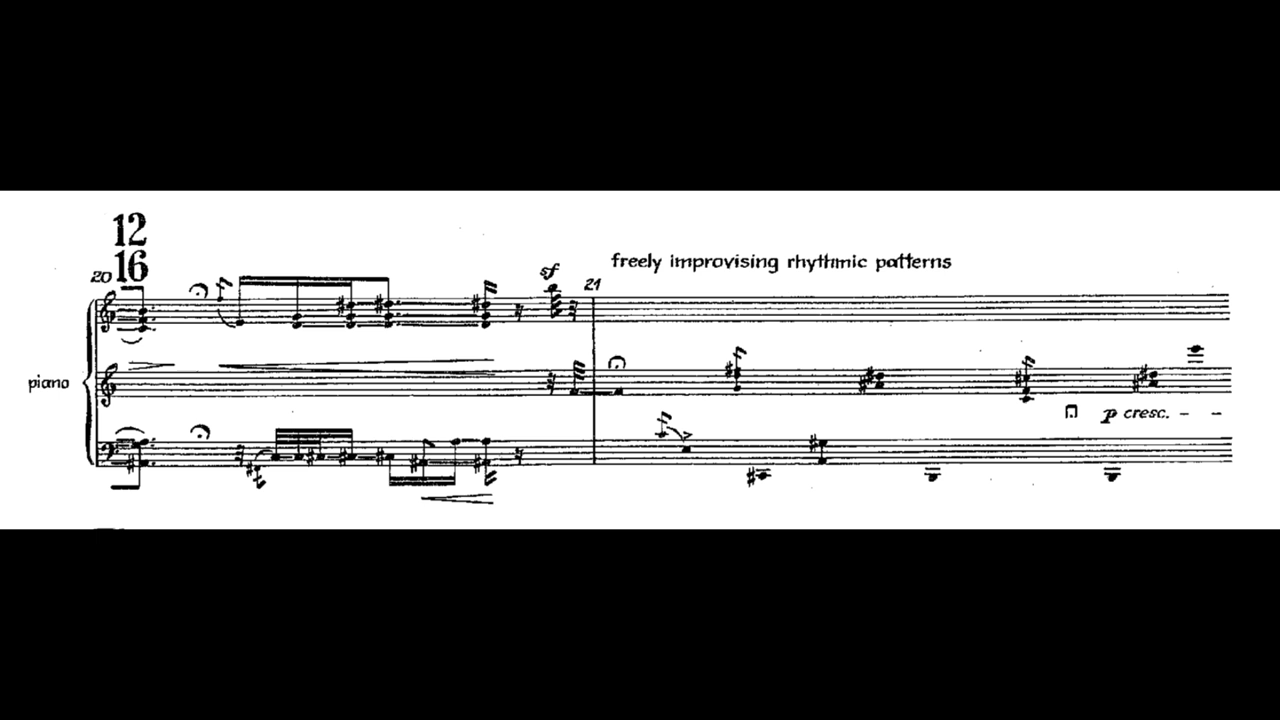 12
16
20
sf
21
freely improvising rhythmic patterns
piano
p cresc. - -